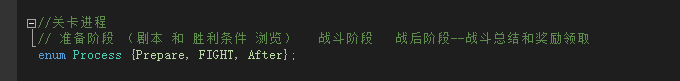 //关卡进程
// 准备阶段 （剧本 和 胜利条件 浏览） 战斗阶段 战后阶段--战斗总结和奖励领取
enum Process {Prepare, FIGHT, After};